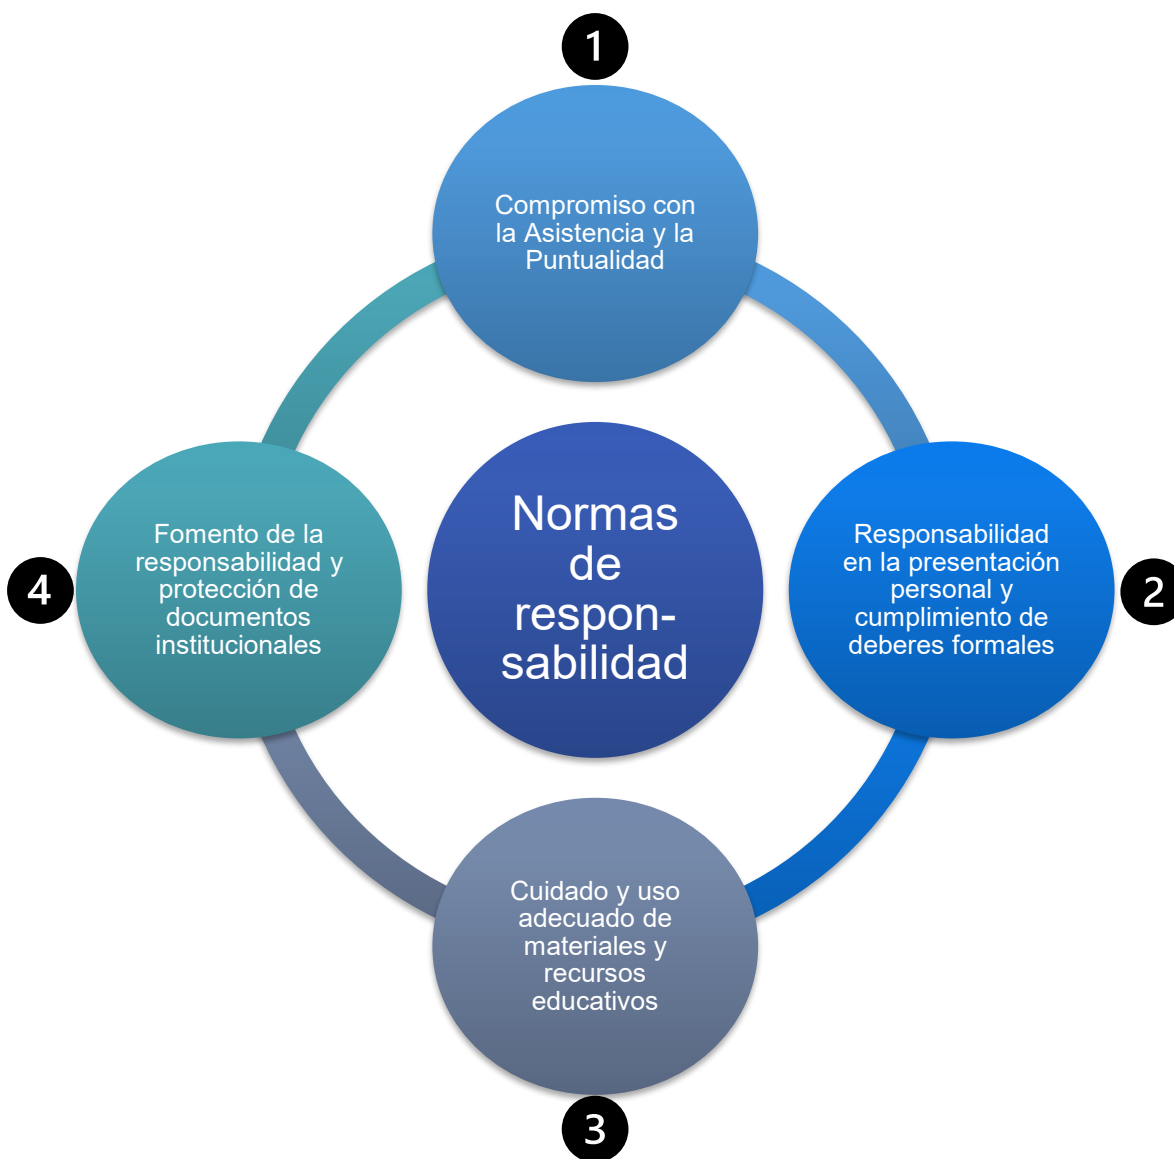 1
Compromiso con
la Asistencia y la
Puntualidad
Normas
de
respon-
sabilidad
Responsabilidad
en la presentación
personal y
cumplimiento de
deberes formales
2
Cuidado y uso
adecuado de
materiales y
recursos
educativos
3
Fomento de la
responsabilidad y
protección de
documentos
institucionales
4